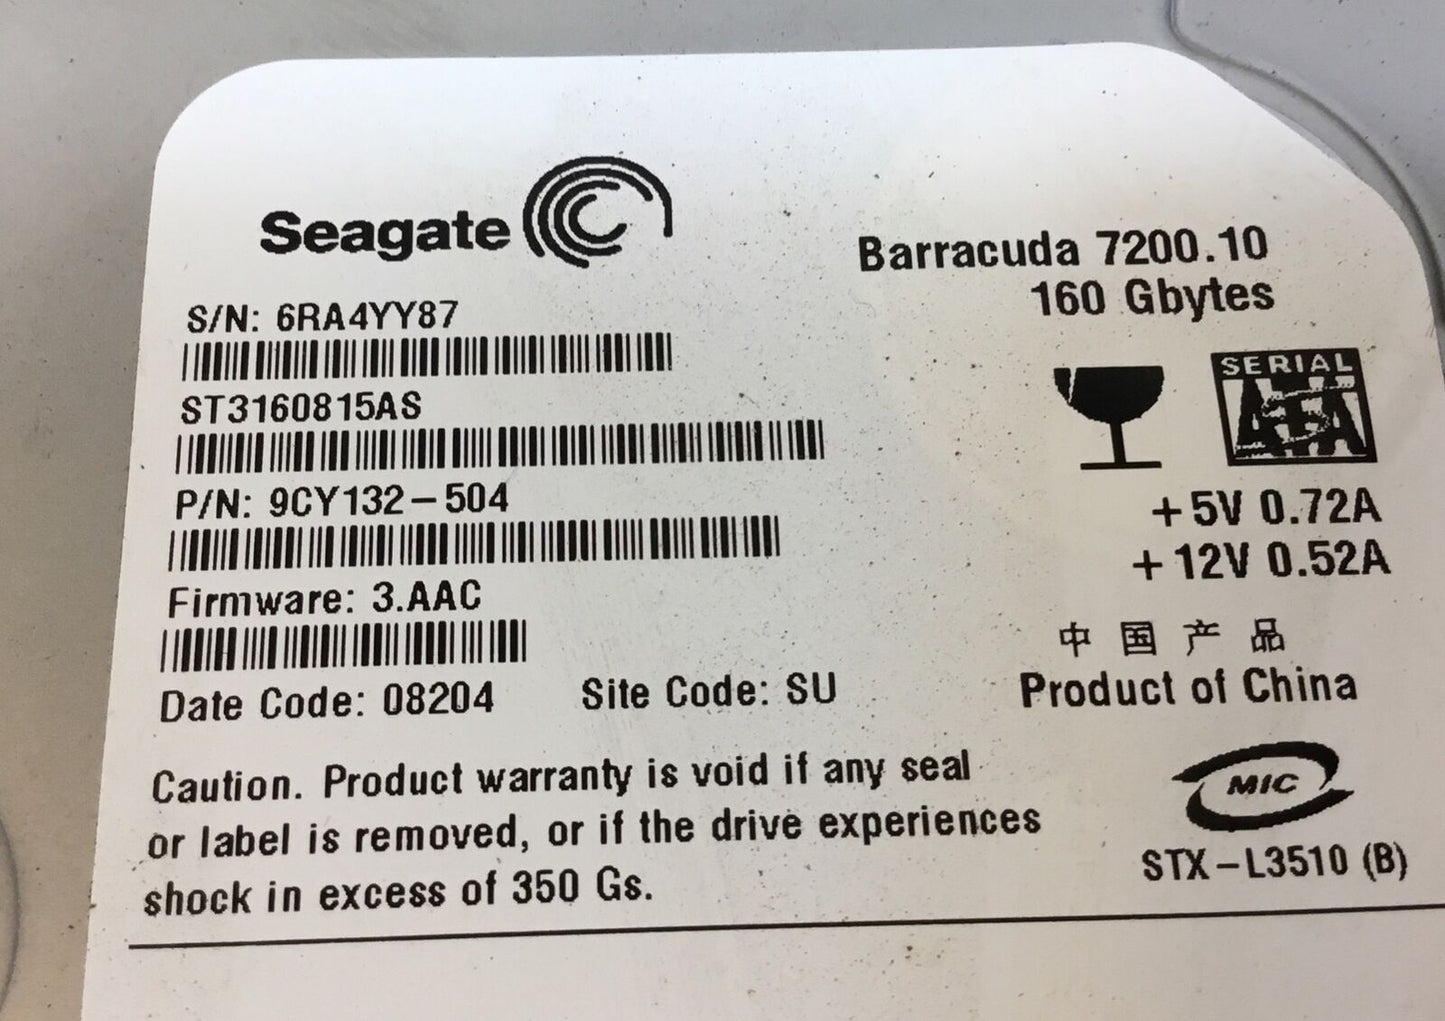 Seagate
Barracuda 7200.10
160 Gbytes
S/N: 6RA4YY87
ST3160815AS
P/N: 9CY132-504
Firmware: 3.AAC
Date Code: 08204 Site Code: SU
SERIAL
ATA
+5V 0.72A
+12V 0.52A
中国产品
Product of China
Caution. Product warranty is void if any seal
or label is removed, or if the drive experiences
shock in excess of 350 Gs.
MIC
STX-L3510 (B)